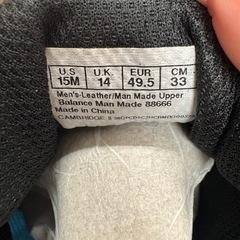 U.S U.K EUR CM
15M 14 49.5 33
Men's-Leather/Man Made Upper
Balance Man Made 88666
Made in China
CAMBRIDGE